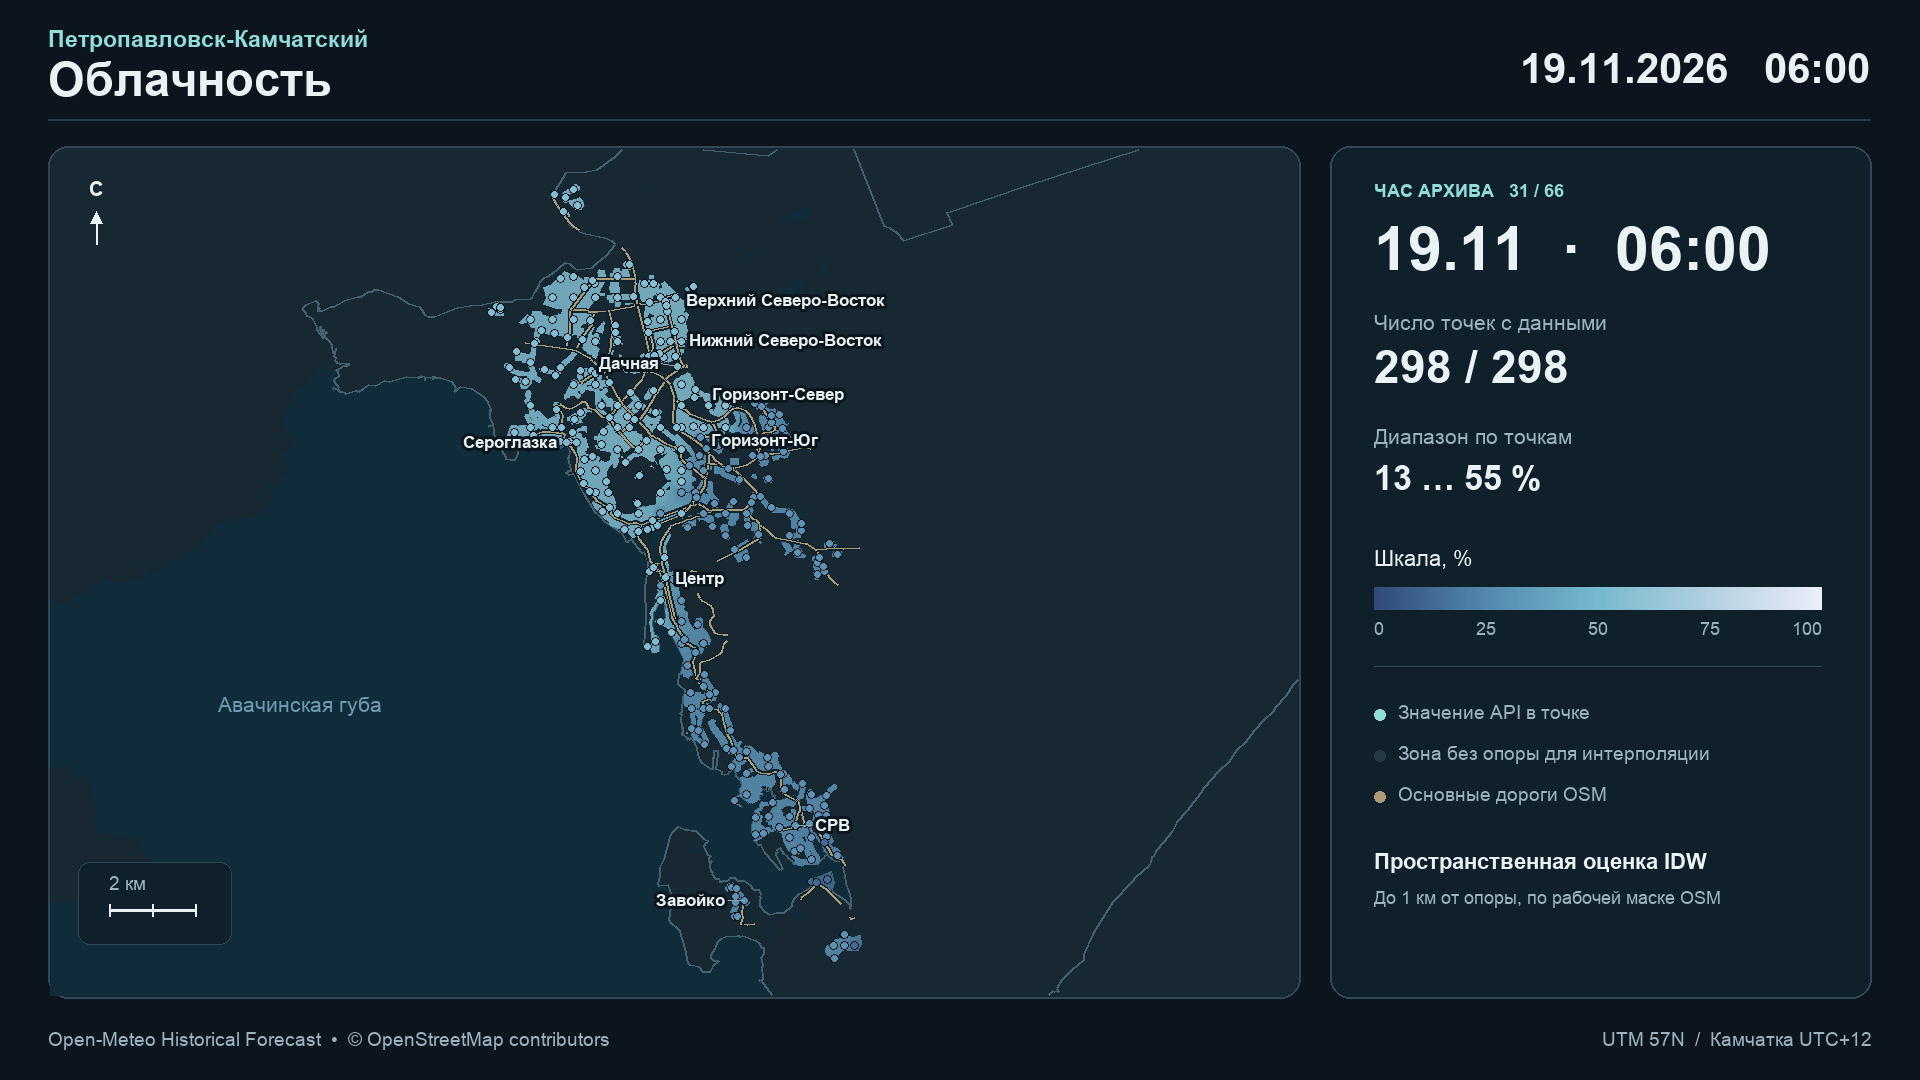 Петропавловск-Камчатский
Облачность
19.11.2026 06:00
С
Верхний Северо-Восток
Нижний Северо-Восток
Дачная
Горизонт-Север
Горизонт-Юг
Сероглазка
Центр
Авачинская губа
СРВ
Завойко
2 км
ЧАС АРХИВА 31 / 66
19.11 · 06:00
Число точек с данными
298 / 298
Диапазон по точкам
13 ... 55 %
Шкала, %
0 25 50 75 100
Значение API в точке
Зона без опоры для интерполяции
Основные дороги OSM
Пространственная оценка IDW
До 1 км от опоры, по рабочей маске OSM
Open-Meteo Historical Forecast • © OpenStreetMap contributors
UTM 57N / Камчатка UTC+12